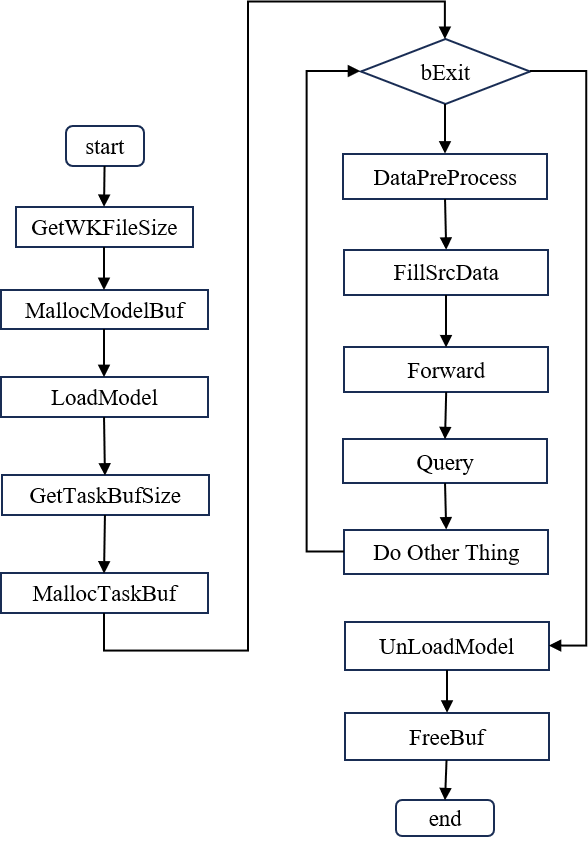 start
GetWKFileSize
MallocModelBuf
LoadModel
GetTaskBufSize
MallocTaskBuf
bExit
DataPreProcess
FillSrcData
Forward
Query
Do Other Thing
UnLoadModel
FreeBuf
end